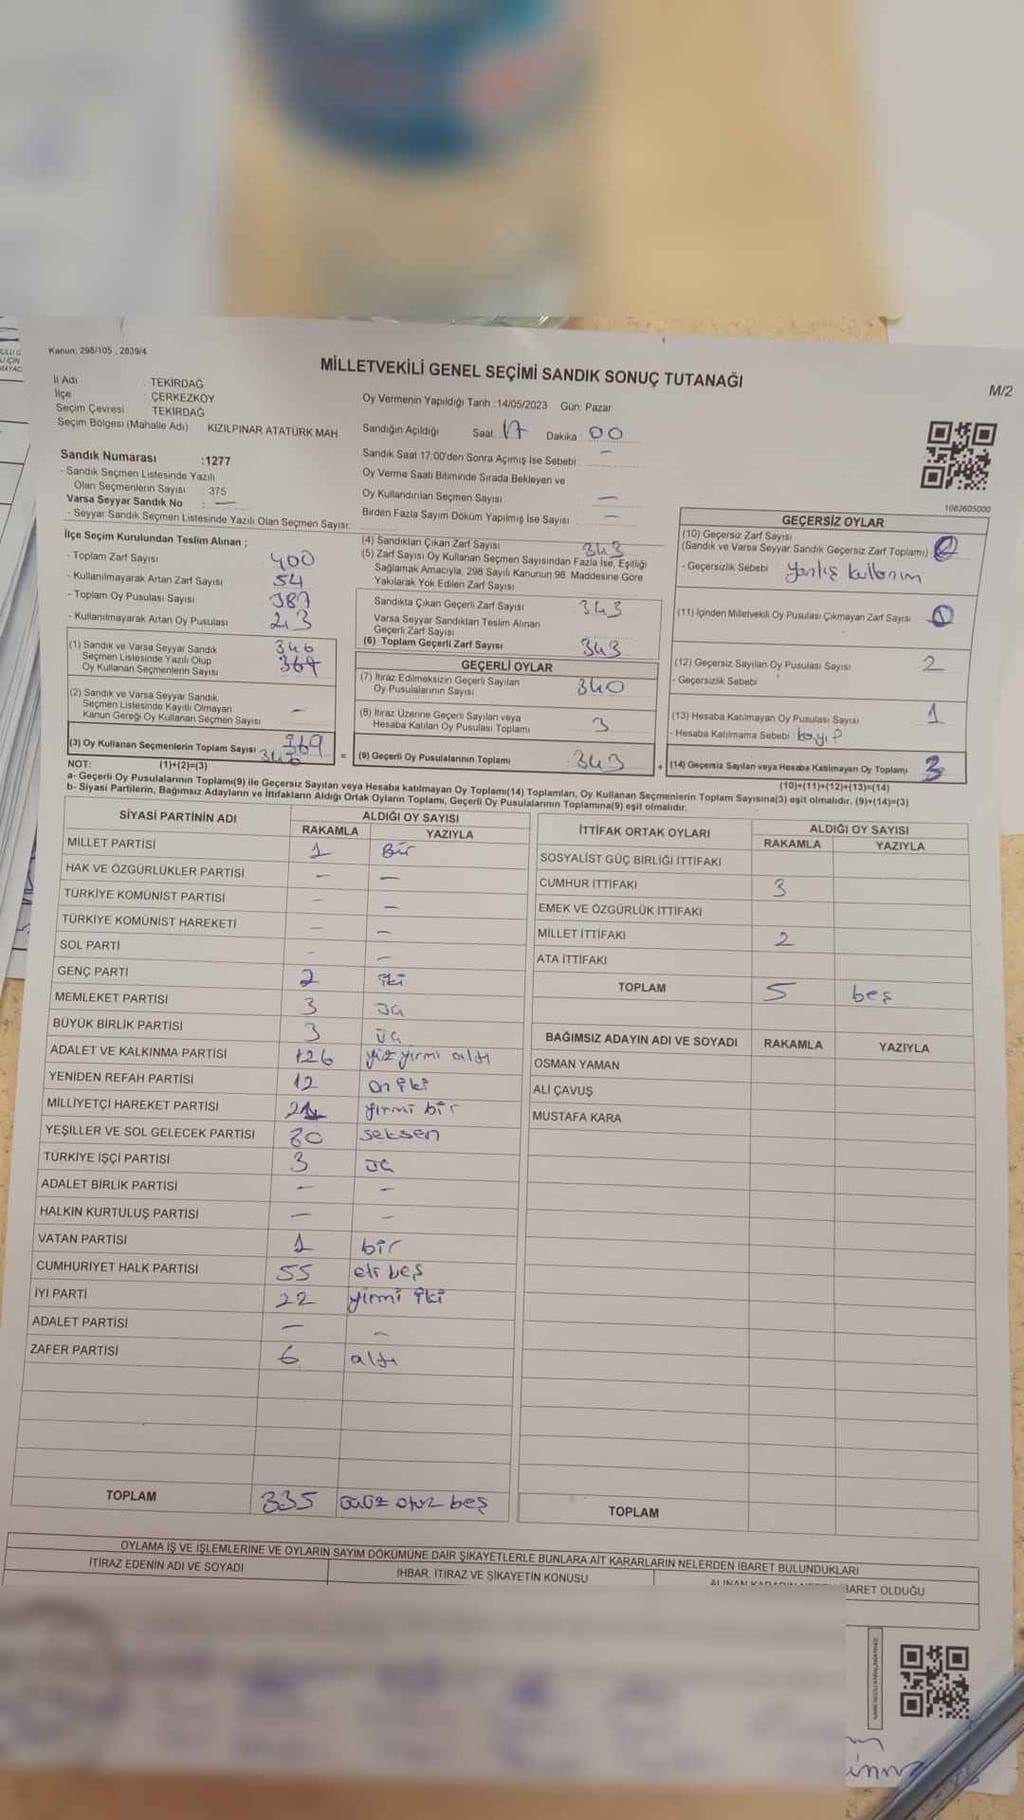 Kanun: 298/105 , 2839/4
MİLLETVEKİLİ GENEL SEÇİMİ SANDIK SONUÇ TUTANAĞI
M/2
İl Adı : TEKİRDAĞ
İlçe : ÇERKEZKÖY
Seçim Çevresi : TEKİRDAĞ
Seçim Bölgesi (Mahalle Adı) KIZILPINAR ATATÜRK MAH
Oy Vermenin Yapıldığı Tarih :14/05/2023 Gün: Pazar
Sandığın Açıldığı Saat : 17 Dakika : 00
Sandık Saat 17:00'den Sonra Açımış İse Sebebi : –
Oy Verme Saati Bitiminde Sırada Bekleyen ve
Oy Kullandırılan Seçmen Sayısı –
Birden Fazla Sayım Döküm Yapılmış İse Sayısı –
Sandık Numarası :1277
- Sandık Seçmen Listesinde Yazılı
Olan Seçmenlerin Sayısı : 375
Varsa Seyyar Sandık No : –
- Seyyar Sandık Seçmen Listesinde Yazılı Olan Seçmen Sayısı:
1083605000
İlçe Seçim Kurulundan Teslim Alınan ;
- Toplam Zarf Sayısı 400
- Kullanılmayarak Artan Zarf Sayısı 54
- Toplam Oy Pusulası Sayısı 387
- Kullanılmayarak Artan Oy Pusulası
(1) Sandık ve Varsa Seyyar Sandık
Seçmen Listesinde Yazılı Olup
Oy Kullanan Seçmenlerin Sayısı
346
(2) Sandık ve Varsa Seyyar Sandık
Seçmen Listesinde Kayıtlı Olmayan
Kanun Gereği Oy Kullanan Seçmen Sayısı –
(3) Oy Kullanan Seçmenlerin Toplam Sayısı 369
346
(4) Sandıktan Çıkan Zarf Sayısı 343
(5) Zarf Sayısı Oy Kullanan Seçmen Sayısından Fazla İse, Eşitliği
Sağlamak Amacıyla, 298 Sayılı Kanunun 98. Maddesine Göre
Yakılarak Yok Edilen Zarf Sayısı
Sandıkta Çıkan Geçerli Zarf Sayısı : 343
Varsa Seyyar Sandıktan Teslim Alınan
Geçerli Zarf Sayısı
(6) Toplam Geçerli Zarf Sayısı 343
GEÇERLİ OYLAR
(7) İtiraz Edilmeksizin Geçerli Sayılan
Oy Pusulalarının Sayısı 340
(8) İtiraz Üzerine Geçerli Sayılan veya
Hesaba Katılan Oy Pusulası Toplamı 3
= (9) Geçerli Oy Pusulalarının Toplamı 343
GEÇERSİZ OYLAR
(10) Geçersiz Zarf Sayısı
(Sandık ve Varsa Seyyar Sandık Geçersiz Zarf Toplamı)
- Geçersizlik Sebebi yanlış kullanım
(11) İçinden Milletvekili Oy Pusulası Çıkmayan Zarf Sayısı
(12) Geçersiz Sayılan Oy Pusulası Sayısı 2
- Geçersizlik Sebebi
(13) Hesaba Katılmayan Oy Pusulası Sayısı 1
- Hesaba Katılmama Sebebi : kayıp
+ (14) Geçersiz Sayılan veya Hesaba Katılmayan Oy Toplamı 3
NOT: (1)+(2)=(3)
(10)+(11)+(12)+(13)=(14)
a- Geçerli Oy Pusulalarının Toplamı(9) ile Geçersiz Sayılan veya Hesaba katılmayan Oy Toplamı(14) Toplamları, Oy Kullanan Seçmenlerin Toplam Sayısına(3) eşit olmalıdır. (9)+(14)=(3)
b- Siyasi Partilerin, Bağımsız Adayların ve İttifakların Aldığı Ortak Oyların Toplamı, Geçerli Oy Pusulalarının Toplamına(9) eşit olmalıdır.
SİYASİ PARTİNİN ADI ALDIĞI OY SAYISI
RAKAMLA YAZIYLA
MİLLET PARTİSİ 1 Bir
HAK VE ÖZGÜRLÜKLER PARTİSİ – –
TÜRKİYE KOMÜNİST PARTİSİ – –
TÜRKİYE KOMÜNİST HAREKETİ – –
SOL PARTİ – –
GENÇ PARTİ 2 iki
MEMLEKET PARTİSİ 3 üç
BÜYÜK BİRLİK PARTİSİ 3 üç
ADALET VE KALKINMA PARTİSİ 126 yüz yirmi altı
YENİDEN REFAH PARTİSİ 12 on iki
MİLLİYETÇİ HAREKET PARTİSİ 21 yirmi bir
YEŞİLLER VE SOL GELECEK PARTİSİ 80 seksen
TÜRKİYE İŞÇİ PARTİSİ 3 üç
ADALET BİRLİK PARTİSİ – –
HALKIN KURTULUŞ PARTİSİ – –
VATAN PARTİSİ 1 bir
CUMHURİYET HALK PARTİSİ 55 eli beş
İYİ PARTİ 22 yirmi iki
ADALET PARTİSİ – –
ZAFER PARTİSİ 6 altı
TOPLAM 335 üçüz otuz beş
İTTİFAK ORTAK OYLARI ALDIĞI OY SAYISI
RAKAMLA YAZIYLA
SOSYALİST GÜÇ BİRLİĞİ İTTİFAKI
CUMHUR İTTİFAKI 3
EMEK VE ÖZGÜRLÜK İTTİFAKI
MİLLET İTTİFAKI 2
ATA İTTİFAKI
TOPLAM 5 beş
BAĞIMSIZ ADAYIN ADI VE SOYADI RAKAMLA YAZIYLA
OSMAN YAMAN
ALİ ÇAVUŞ
MUSTAFA KARA
TOPLAM
OYLAMA İŞ VE İŞLEMLERİNE VE OYLARIN SAYIM DÖKÜMÜNE DAİR ŞİKAYETLERLE BUNLARA AİT KARARLARIN NELERDEN İBARET BULUNDUKLARI
İTİRAZ EDENİN ADI VE SOYADI İHBAR, İTİRAZ VE ŞİKAYETİN KONUSU